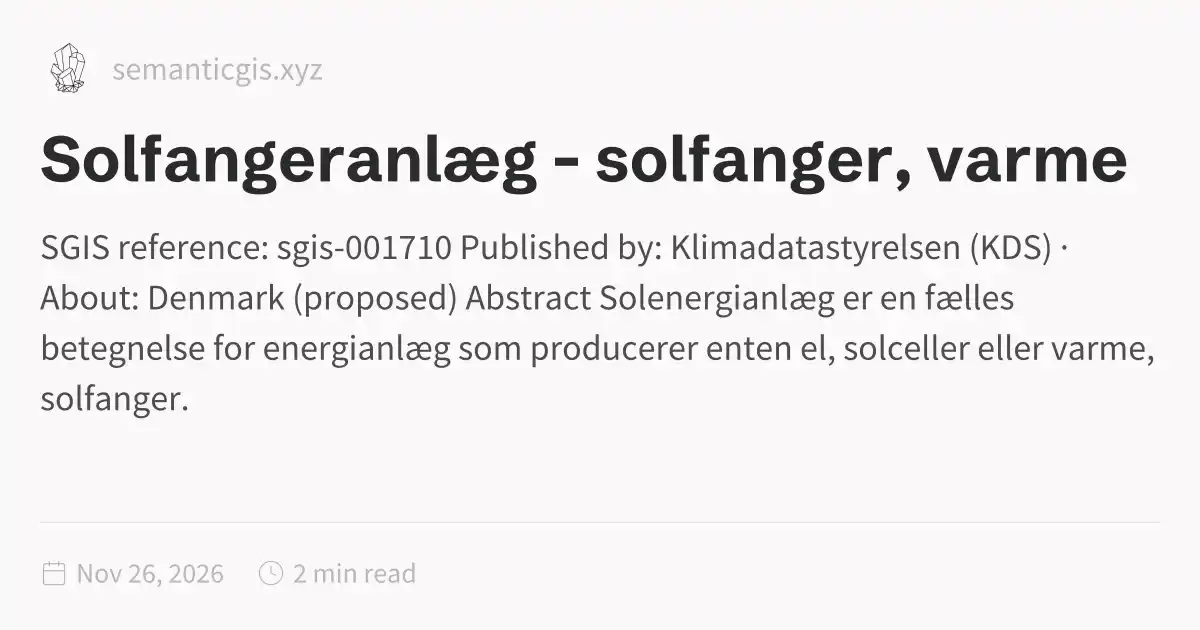 semanticgis.xyz
Solfangeranlæg - solfanger, varme
SGIS reference: sgis-001710 Published by: Klimadatastyrelsen (KDS) ·
About: Denmark (proposed) Abstract Solenergianlæg er en fælles
betegnelse for energianlæg som producerer enten el, solceller eller varme,
solfanger.
Nov 26, 2026 2 min read